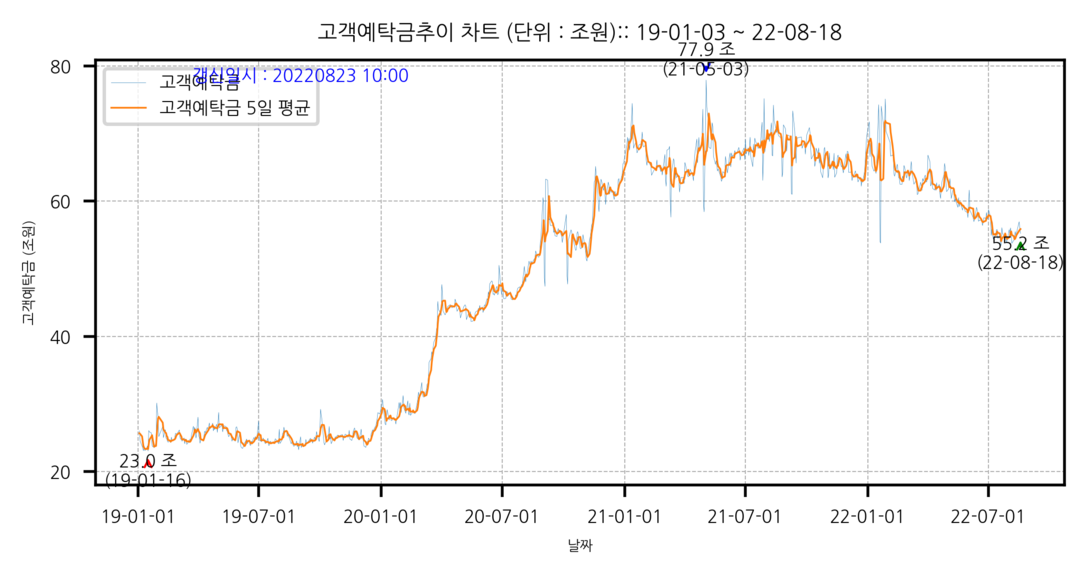 고객예탁금추이 차트 (단위 : 조원):: 19-01-03 ~ 22-08-18
77.9 조
(21-05-03)
갱신일시 : 20220823 10:00
고객예탁금
고객예탁금 5일 평균
고객예탁금 (조원)
80
60
40
20
55.2 조
(22-08-18)
23.0 조
(19-01-16)
19-01-01 19-07-01 20-01-01 20-07-01 21-01-01 21-07-01 22-01-01 22-07-01
날짜